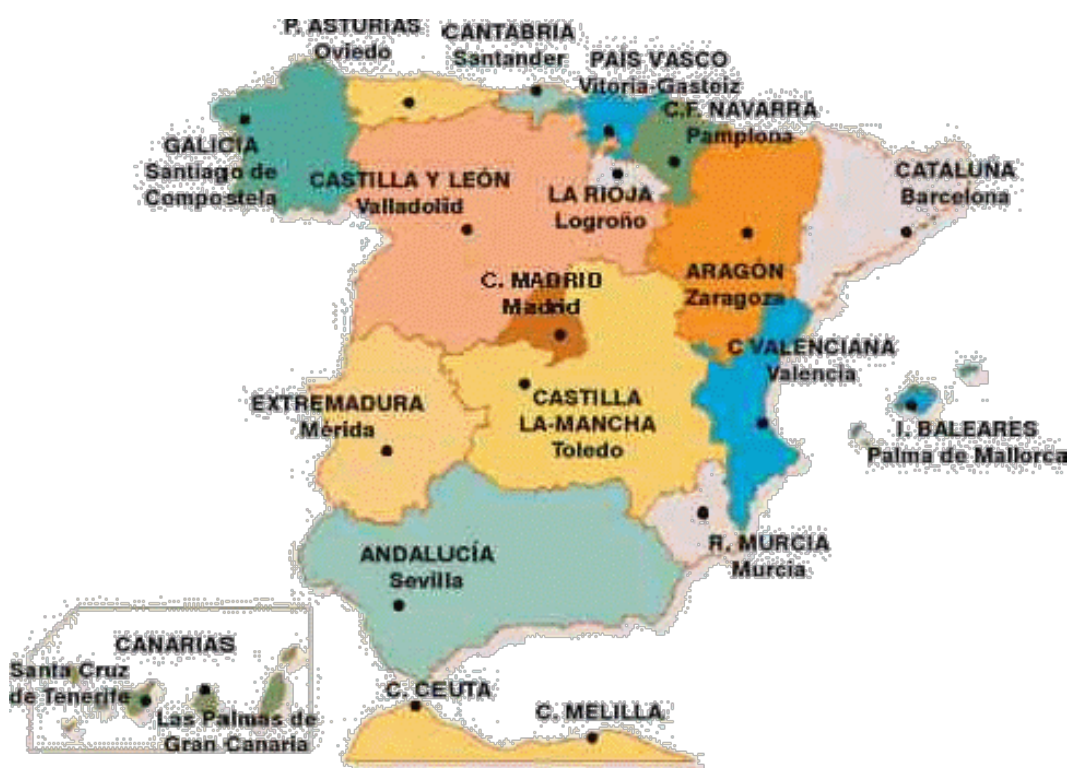 P. ASTURIAS
Oviedo
CANTABRIA
Santander
PAÍS VASCO
Vitoria-Gasteiz
C.F. NAVARRA
Pamplona
GALICIA
Santiago de
Compostela
CASTILLA Y LEÓN
Valladolid
LA RIOJA
Logroño
CATALUÑA
Barcelona
ARAGÓN
Zaragoza
C. MADRID
Madrid
C VALENCIANA
Valencia
EXTREMADURA
Mérida
CASTILLA
LA-MANCHA
Toledo
I. BALEARES
Palma de Mallorca
R. MURCIA
Murcia
ANDALUCÍA
Sevilla
CANARIAS
Santa Cruz
de Tenerife
Las Palmas de
Gran Canaria
C. CEUTA
C. MELILLA